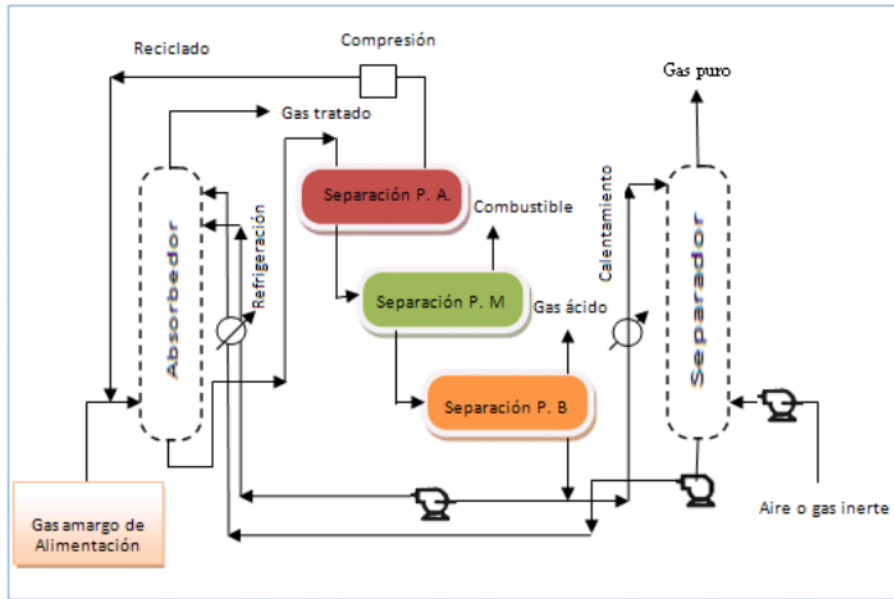 Reciclado
Compresión
Gas puro
Gas tratado
Absorbedor
Refrigeración
Separación P. A.
Combustible
Calentamiento
Separador
Separación P. M
Gas ácido
Separación P. B
Gas amargo de
Alimentación
Aire o gas inerte